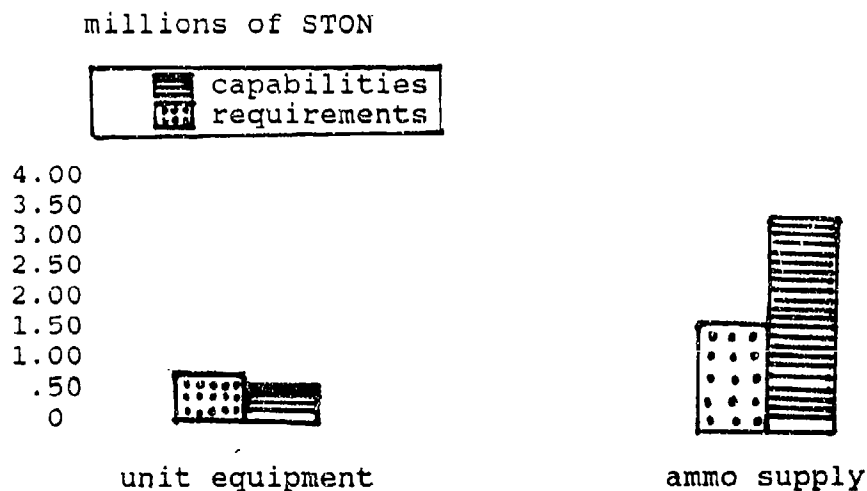 millions of STON
capabilities
requirements
4.00
3.50
3.00
2.50
2.00
1.50
1.00
.50
0
unit equipment
ammo supply